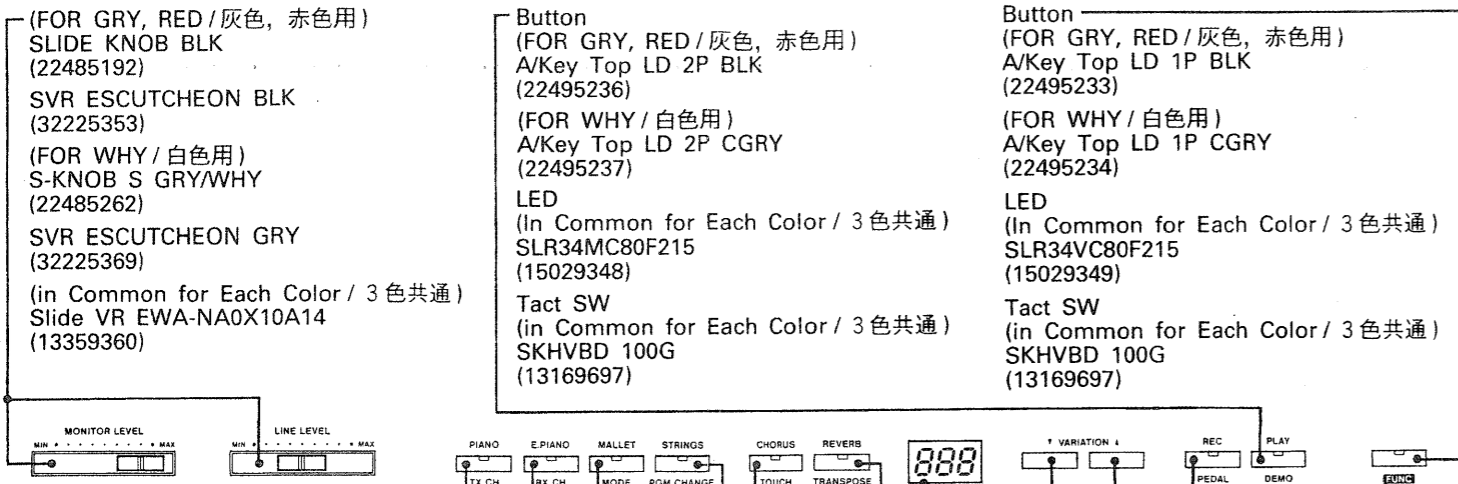 (FOR GRY, RED / 灰色, 赤色用)
SLIDE KNOB BLK
(22485192)
SVR ESCUTCHEON BLK
(32225353)
(FOR WHY / 白色用)
S-KNOB S GRY/WHY
(22485262)
SVR ESCUTCHEON GRY
(32225369)
(in Common for Each Color / 3色共通)
Slide VR EWA-NA0X10A14
(13359360)
Button
(FOR GRY, RED / 灰色, 赤色用)
A/Key Top LD 2P BLK
(22495236)
(FOR WHY / 白色用)
A/Key Top LD 2P CGRY
(22495237)
LED
(In Common for Each Color / 3色共通)
SLR34MC80F215
(15029348)
Tact SW
(in Common for Each Color / 3色共通)
SKHVBD 100G
(13169697)
Button
(FOR GRY, RED / 灰色, 赤色用)
A/Key Top LD 1P BLK
(22495233)
(FOR WHY / 白色用)
A/Key Top LD 1P CGRY
(22495234)
LED
(In Common for Each Color / 3色共通)
SLR34VC80F215
(15029349)
Tact SW
(in Common for Each Color / 3色共通)
SKHVBD 100G
(13169697)
MONITOR LEVEL
MIN MAX
LINE LEVEL
MIN MAX
PIANO E.PIANO MALLET STRINGS CHORUS REVERB
888
VARIATION
REC PLAY
TX CH RX CH MODE PGM CHANGE TOUCH TRANSPOSE
PEDAL DEMO
FUNC